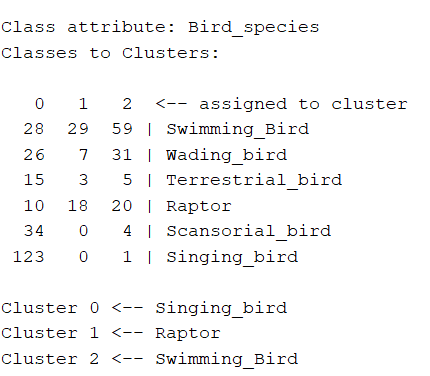 Class attribute: Bird_species
Classes to Clusters:
0 1 2 <-- assigned to cluster
28 29 59 | Swimming_Bird
26 7 31 | Wading_bird
15 3 5 | Terrestrial_bird
10 18 20 | Raptor
34 0 4 | Scansorial_bird
123 0 1 | Singing_bird
Cluster 0 <-- Singing_bird
Cluster 1 <-- Raptor
Cluster 2 <-- Swimming_Bird